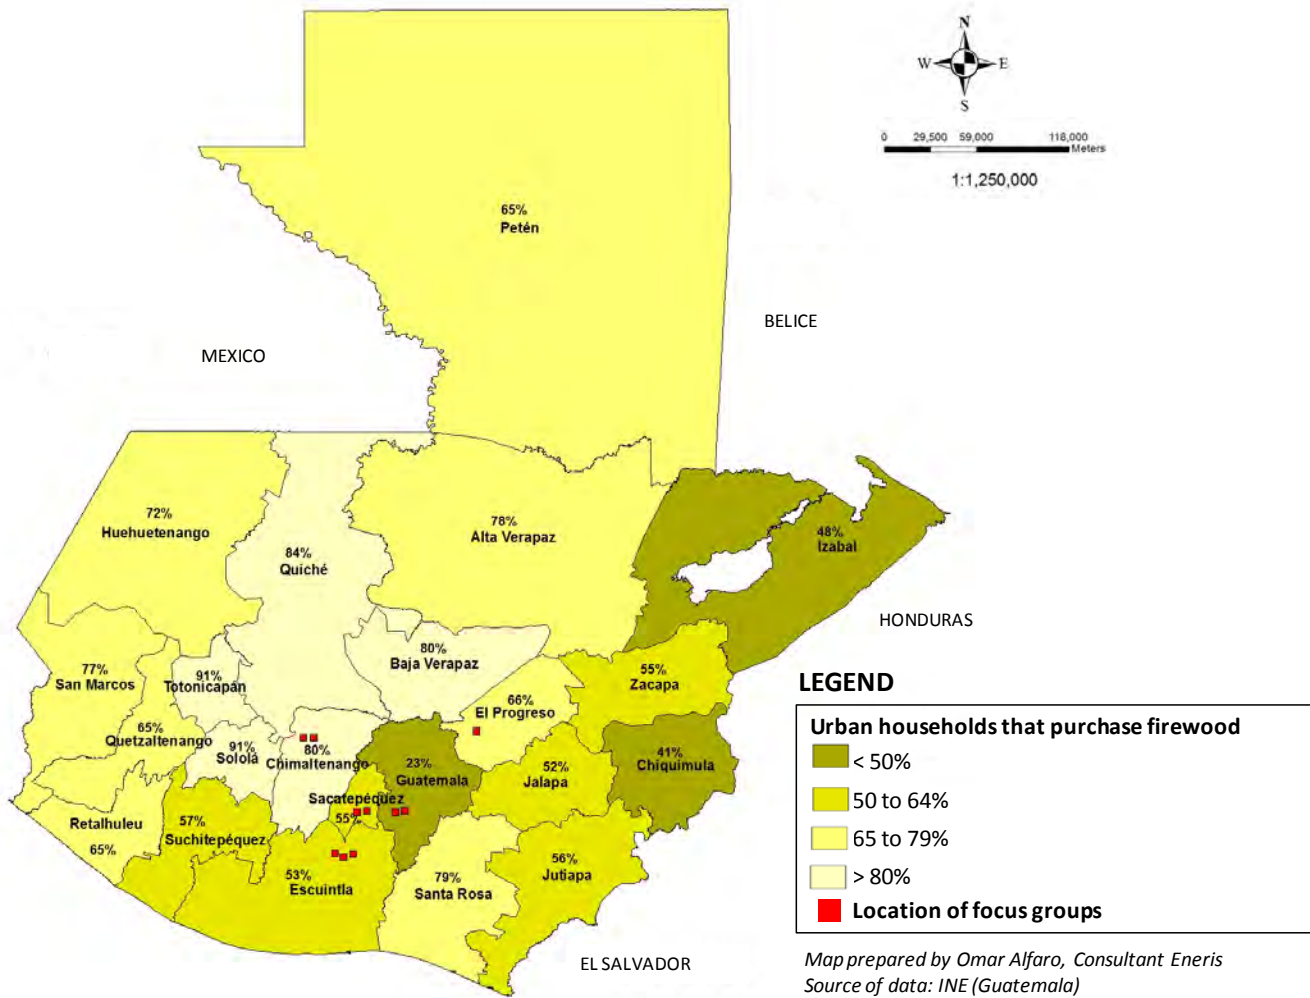 N
W
E
S
0 29,500 59,000 118,000
Meters
1:1,250,000
65%
Petén
BELICE
MEXICO
72%
Huehuetenango
84%
Quiché
78%
Alta Verapaz
48%
Izabal
HONDURAS
80%
Baja Verapaz
77%
San Marcos
91%
Totonicapán
55%
Zacapa
66%
El Progreso
65%
Quetzaltenango
91%
Sololá
80%
Chimaltenango
23%
Guatemala
52%
Jalapa
41%
Chiquimula
Sacatepéquez
55%
Retalhuleu
65%
57%
Suchitepéquez
53%
Escuintla
79%
Santa Rosa
56%
Jutiapa
EL SALVADOR
LEGEND
Urban households that purchase firewood
< 50%
50 to 64%
65 to 79%
> 80%
Location of focus groups
Map prepared by Omar Alfaro, Consultant Eneris
Source of data: INE (Guatemala)